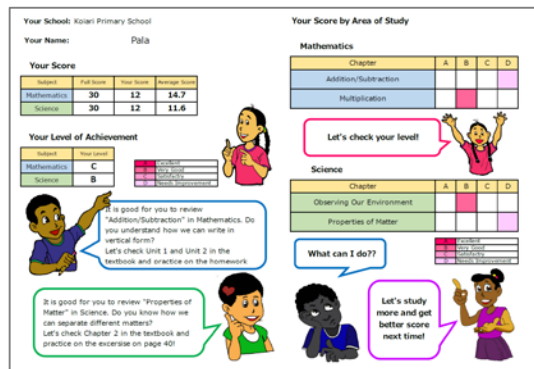 Your School: Koiari Primary School
Your Name: Pala
Your Score
Subject Full Score Your Score Average Score
Mathematics 30 12 14.7
Science 30 12 11.6
Your Level of Achievement
Subject Your Level
Mathematics C
Science B
A Excellent
B Very Good
C Satisfactry
D Needs Improvement
It is good for you to review
"Addition/Subtraction" in Mathematics. Do
you understand how we can write in
vertical form?
Let's check Unit 1 and Unit 2 in the
textbook and practice on the homework
It is good for you to review "Properties of
Matter" in Science. Do you know how we
can separate different matters?
Let's check Chapter 2 in the textbook and
practice on the excersise on page 40!
Your Score by Area of Study
Mathematics
Chapter A B C D
Addition/Subtraction
Multiplication
Let's check your level!
Science
Chapter A B C D
Observing Our Environment
Properties of Matter
A Excellent
B Very Good
C Satisfactry
D Needs Improvement
What can I do??
Let's study
more and get
better score
next time!